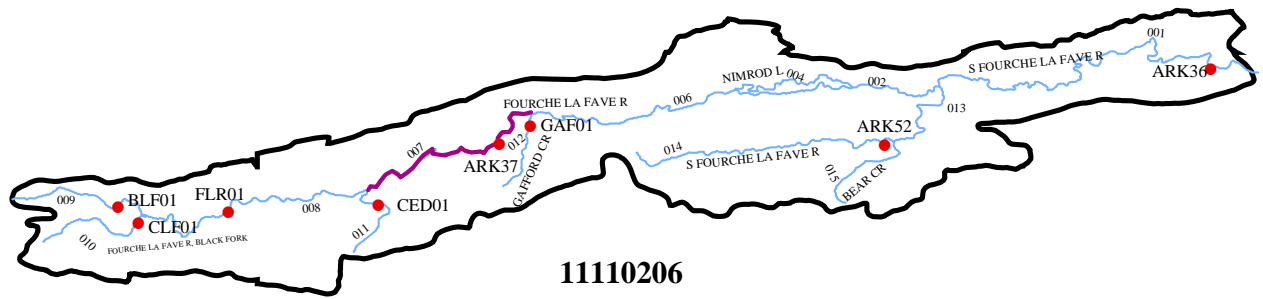 001
S FOURCHE LA FAVE R
ARK36
NIMROD L
004
002
006
013
FOURCHE LA FAVE R
GAF01
012
ARK37
GAFFORD CR
007
ARK52
014
S FOURCHE LA FAVE R
015
BEAR CR
009
BLF01
FLR01
CLF01
008
CED01
010
FOURCHE LA FAVE R, BLACK FORK
011
11110206